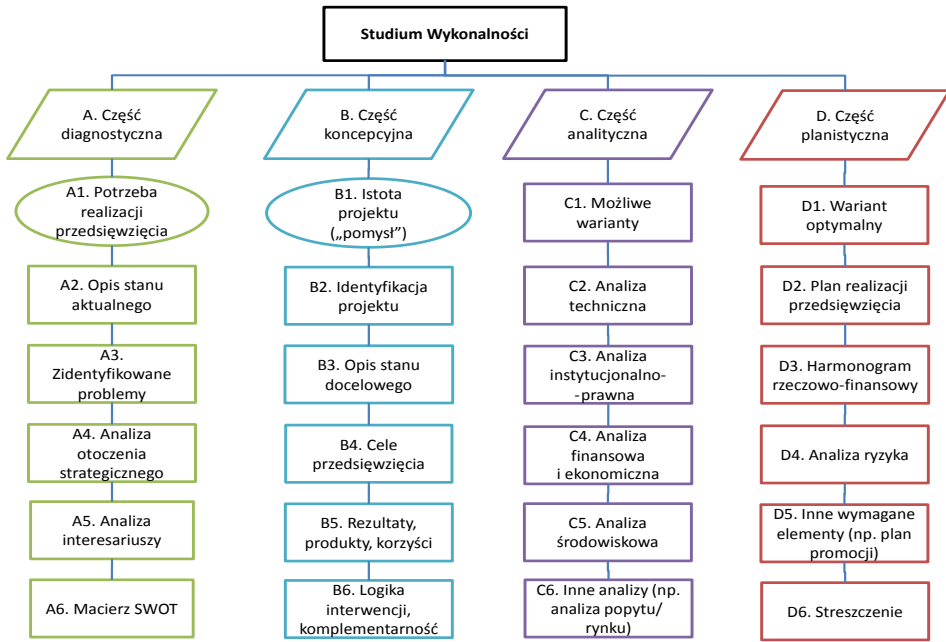 Studium Wykonalności
A. Część
diagnostyczna
A1. Potrzeba
realizacji
przedsięwzięcia
A2. Opis stanu
aktualnego
A3.
Zidentyfikowane
problemy
A4. Analiza
otoczenia
strategicznego
A5. Analiza
interesariuszy
A6. Macierz SWOT
B. Część
koncepcyjna
B1. Istota
projektu
(„pomysł”)
B2. Identyfikacja
projektu
B3. Opis stanu
docelowego
B4. Cele
przedsięwzięcia
B5. Rezultaty,
produkty, korzyści
B6. Logika
interwencji,
komplementarność
C. Część
analityczna
C1. Możliwe
warianty
C2. Analiza
techniczna
C3. Analiza
instytucjonalno-
-prawna
C4. Analiza
finansowa
i ekonomiczna
C5. Analiza
środowiskowa
C6. Inne analizy (np.
analiza popytu/
rynku)
D. Część
planistyczna
D1. Wariant
optymalny
D2. Plan realizacji
przedsięwzięcia
D3. Harmonogram
rzeczowo-finansowy
D4. Analiza ryzyka
D5. Inne wymagane
elementy (np. plan
promocji)
D6. Streszczenie